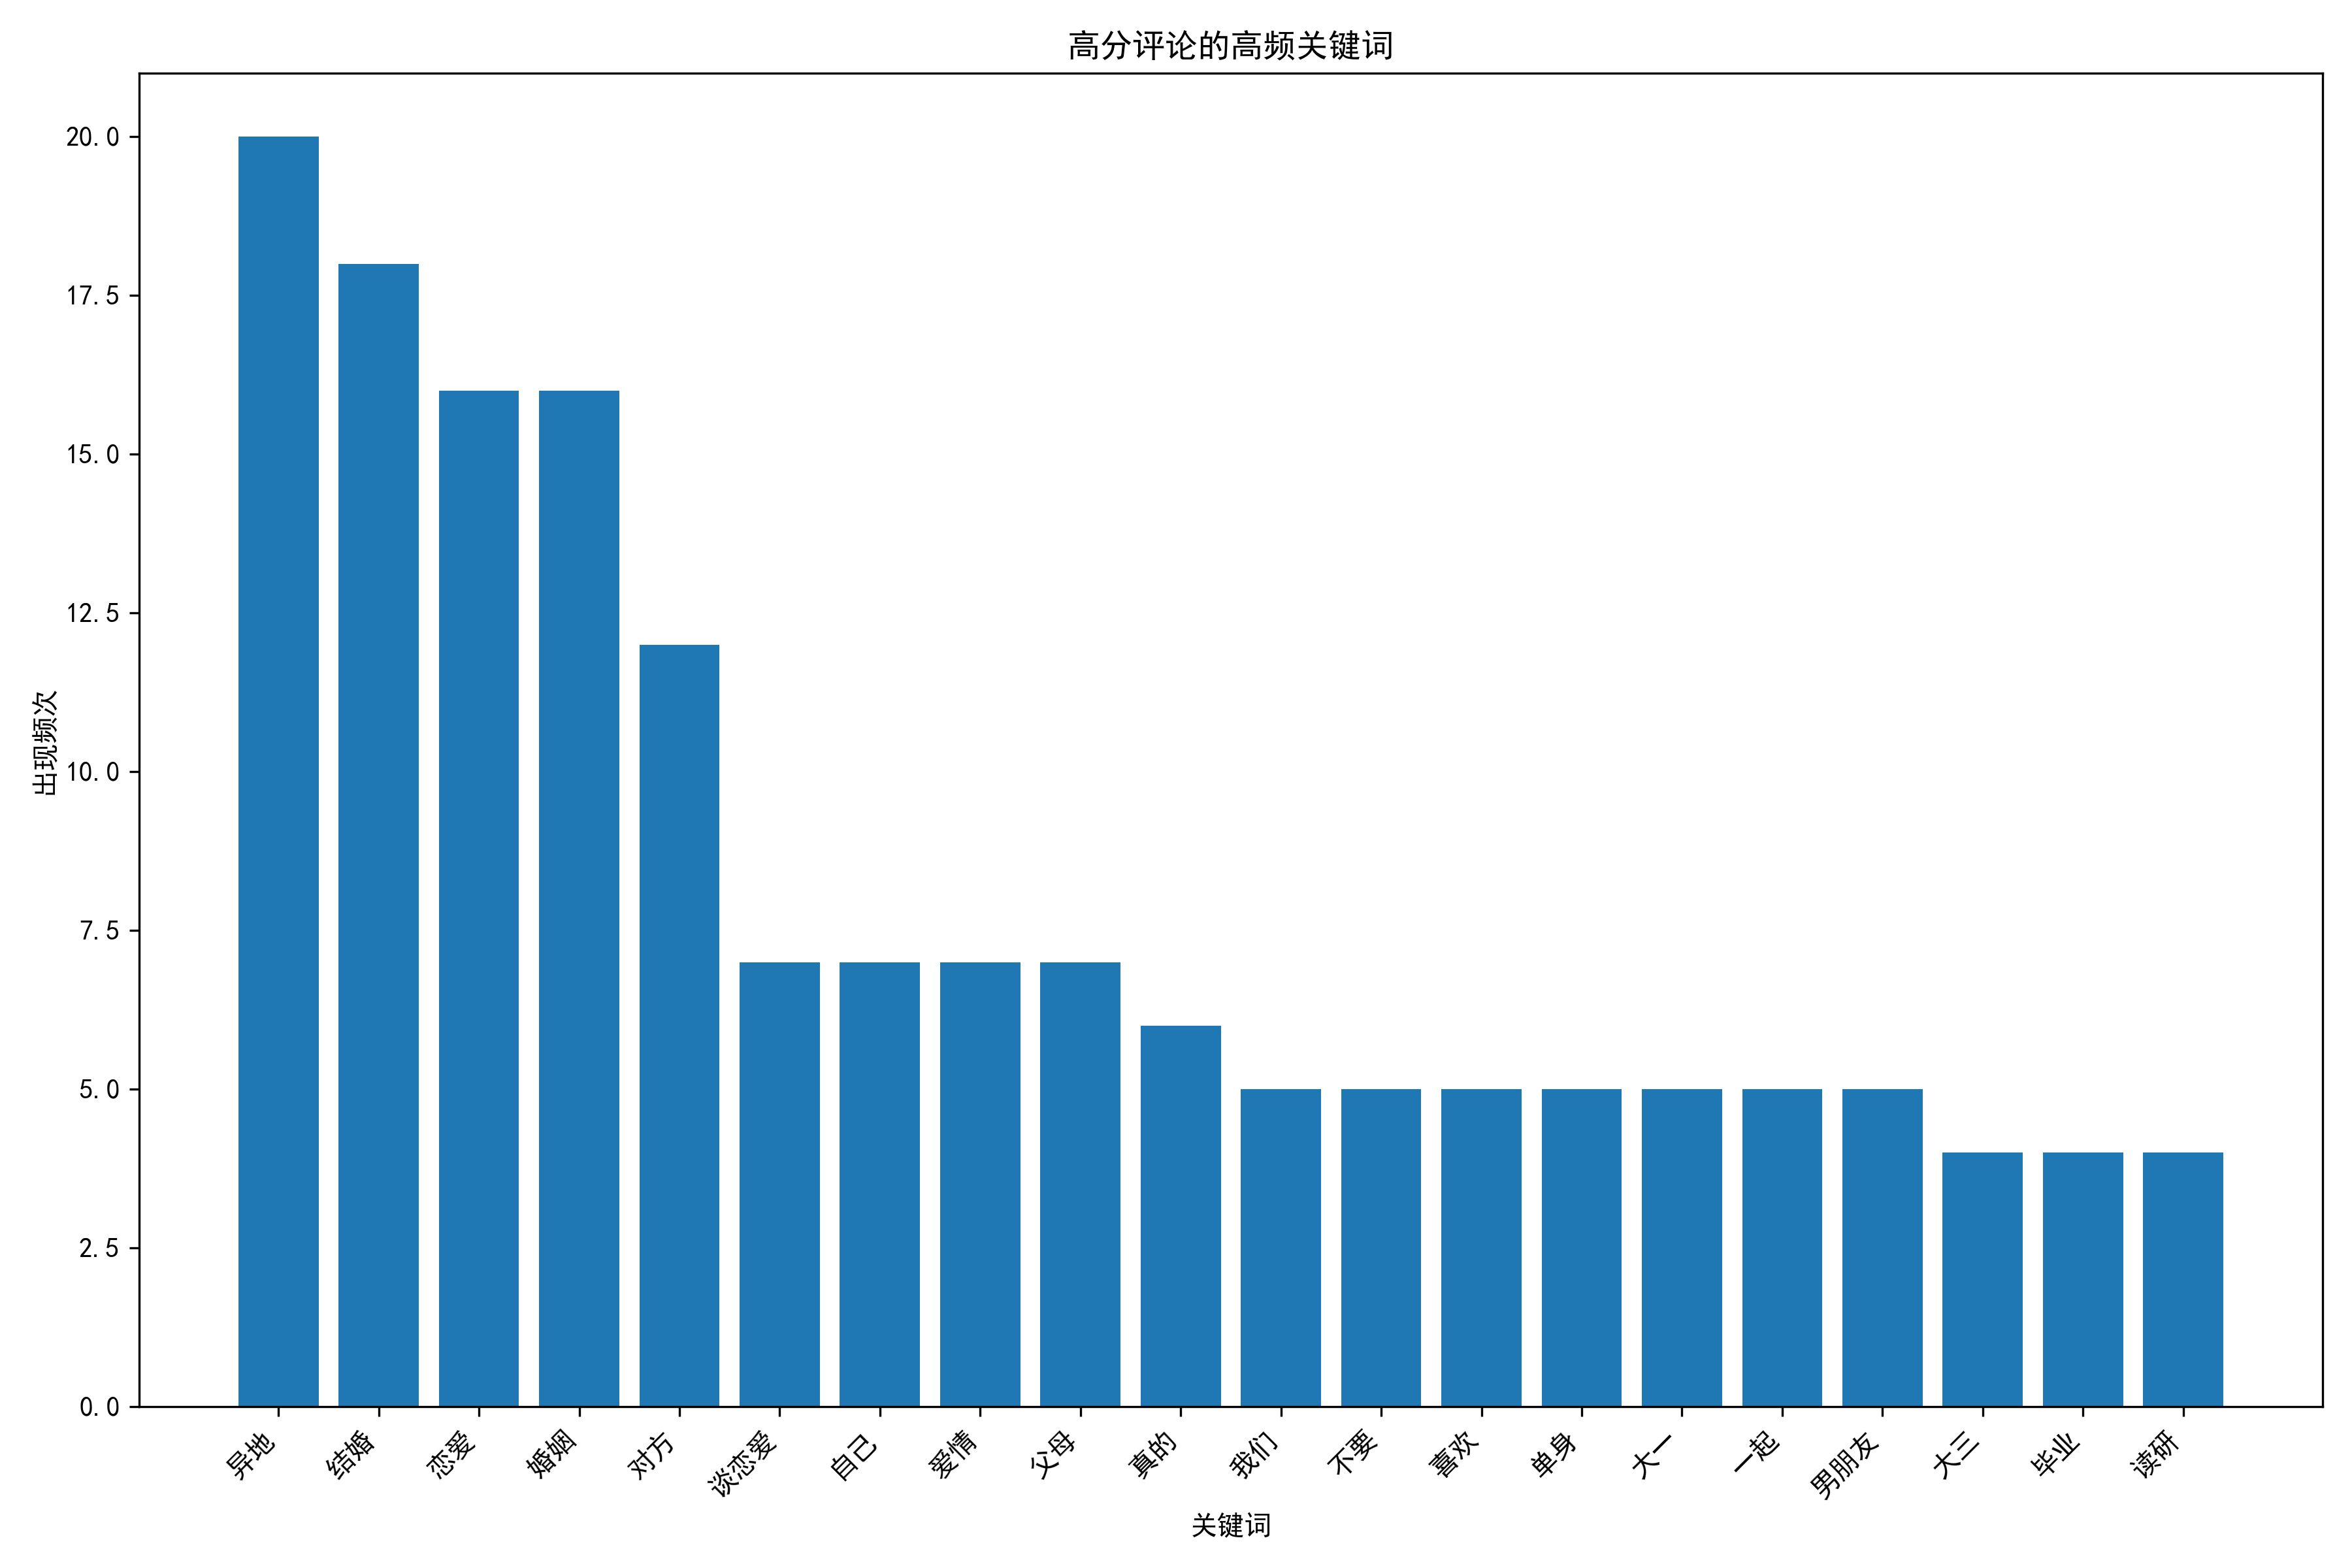 高分评论的高频关键词
出现频次
20.0
17.5
15.0
12.5
10.0
7.5
5.0
2.5
0.0
异地
结婚
恋爱
婚姻
对方
谈恋爱
自己
爱情
父母
真的
我们
不要
喜欢
单身
大一
一起
男朋友
大三
毕业
读研
关键词